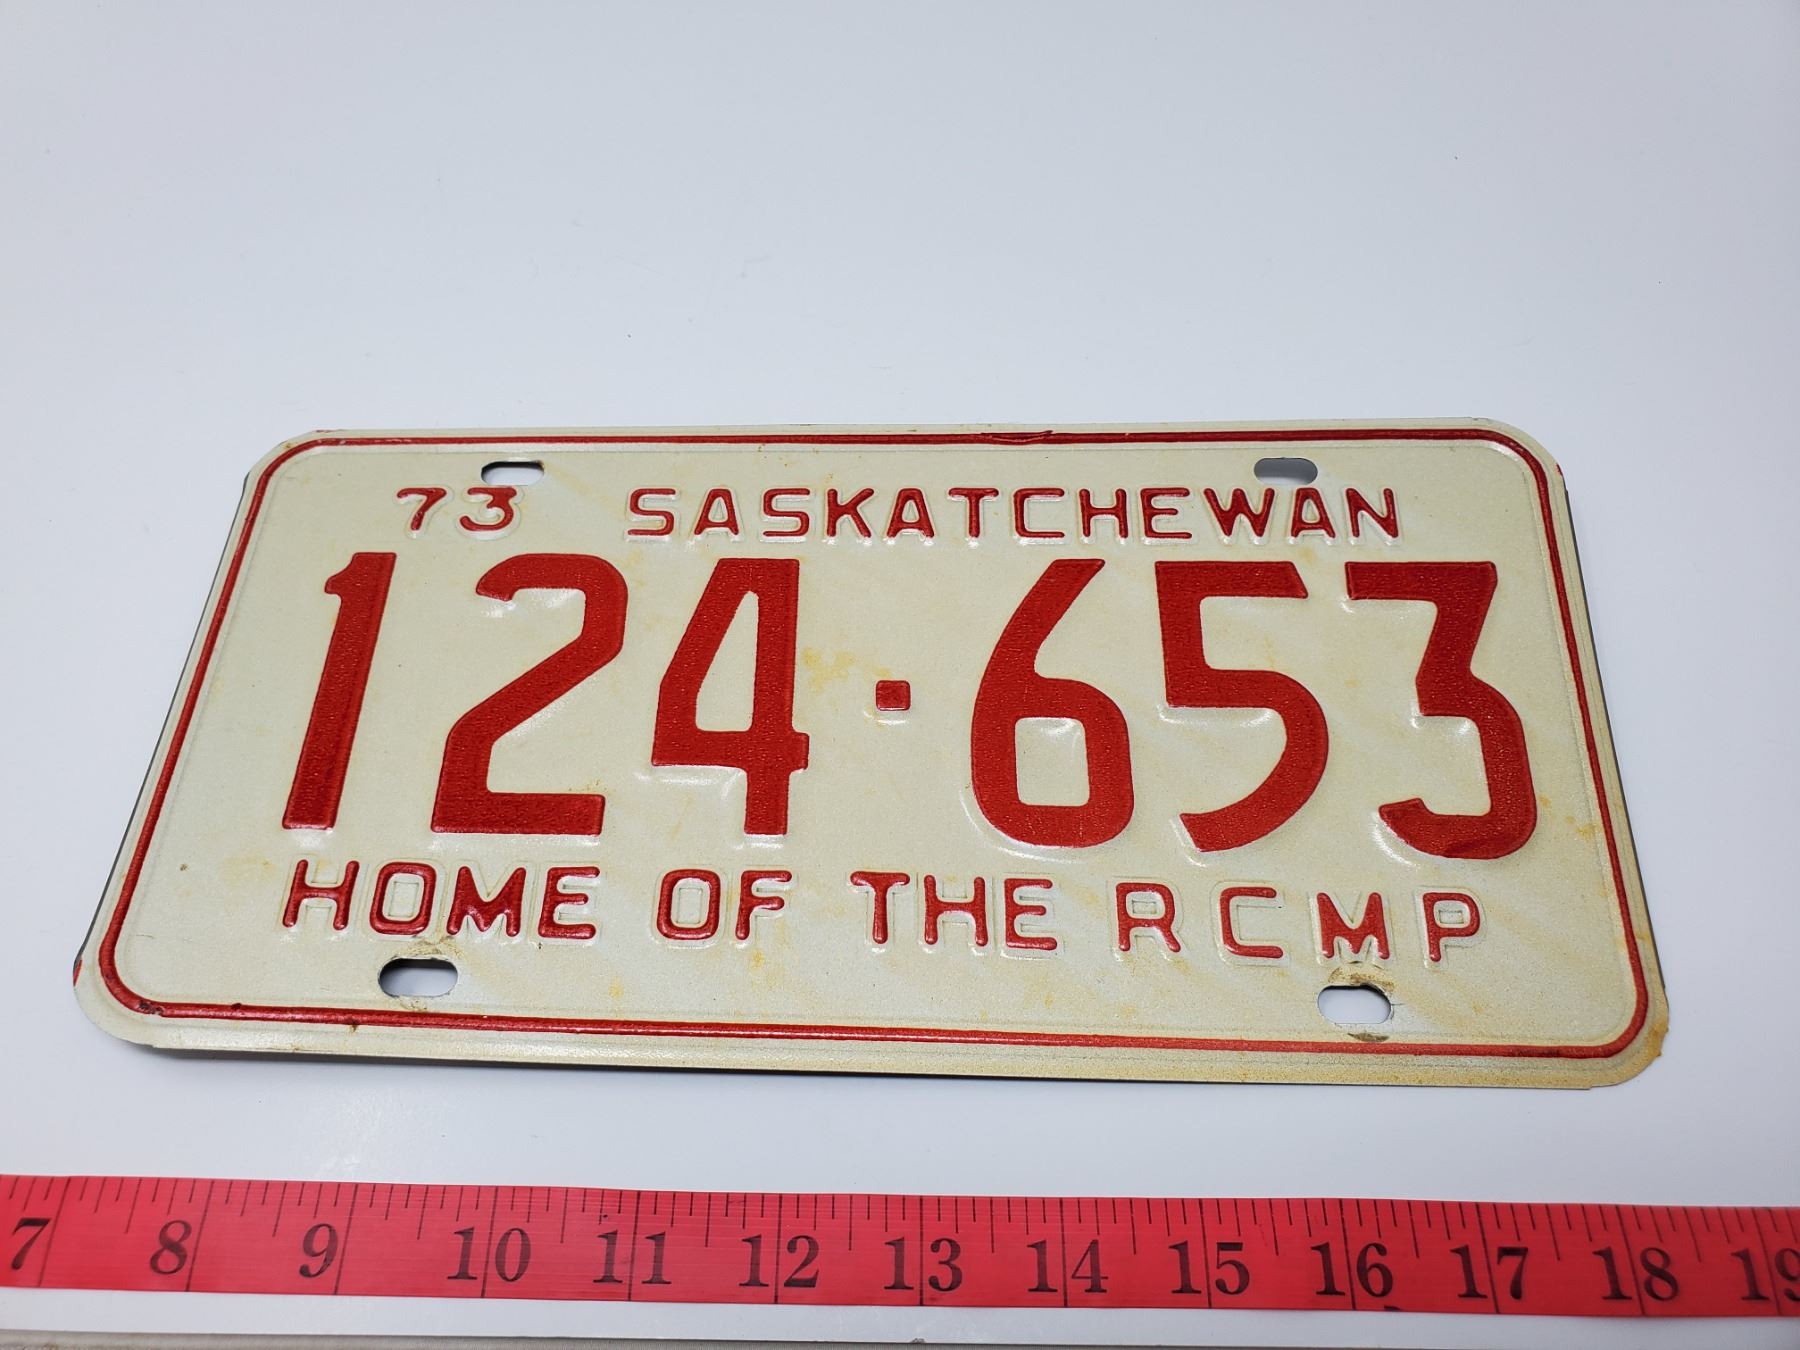 73 SASKATCHEWAN
124·653
HOME OF THE RCMP
7 8 9 10 11 12 13 14 15 16 17 18 19